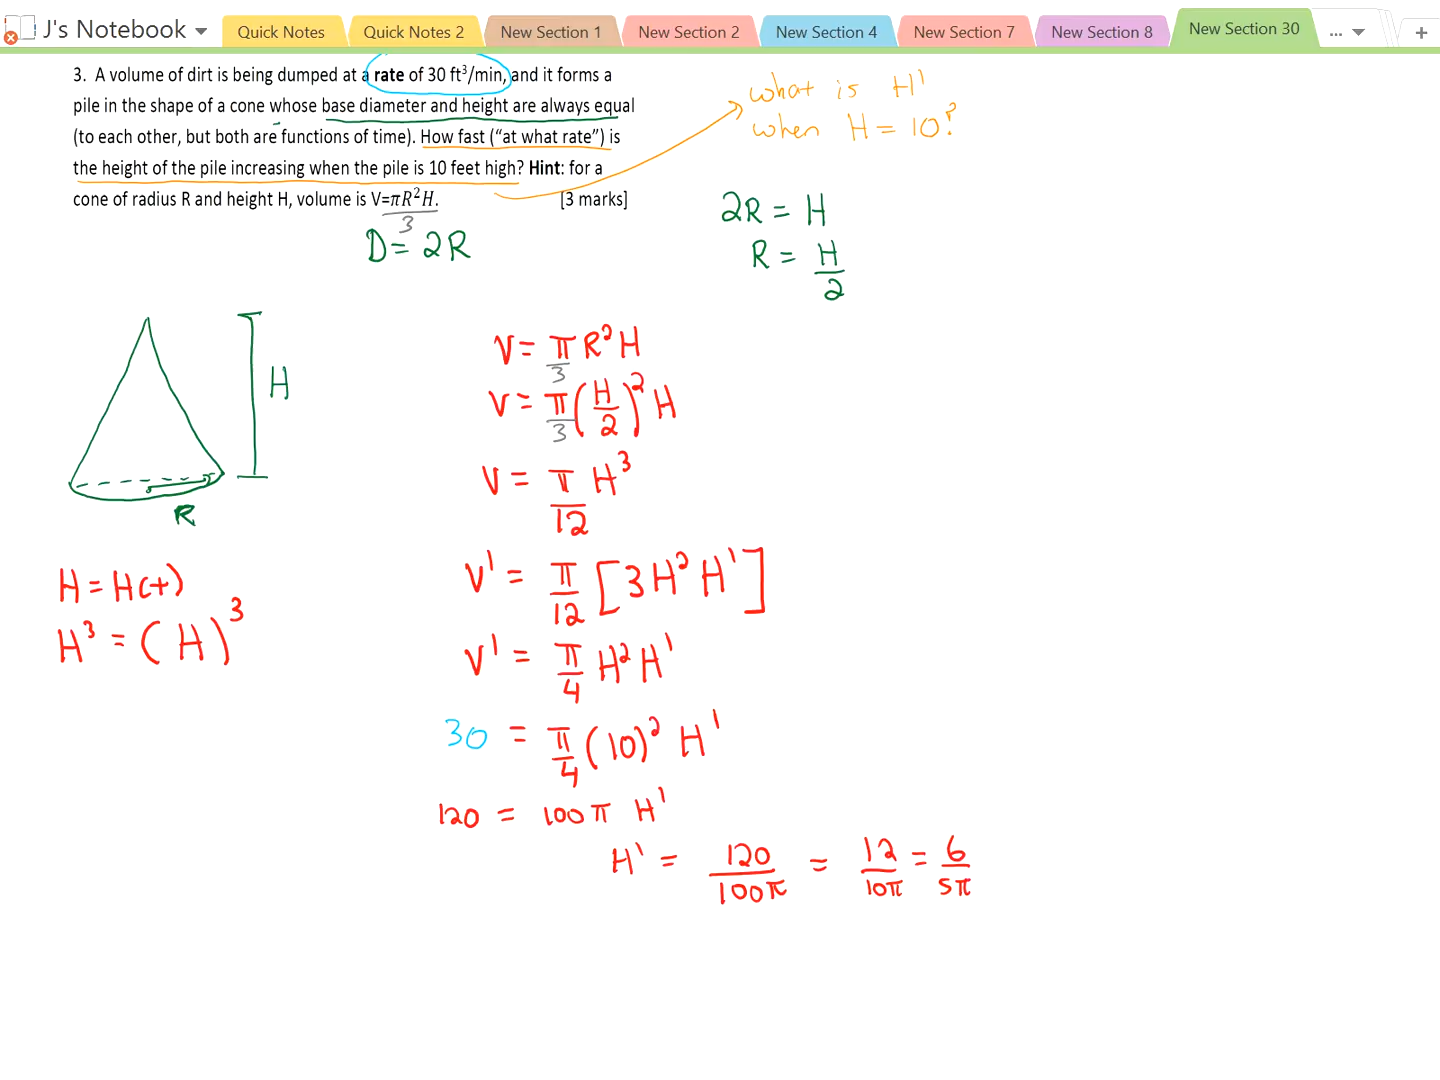 J's Notebook
Quick Notes
Quick Notes 2
New Section 1
New Section 2
New Section 4
New Section 7
New Section 8
New Section 30
...
+
3. A volume of dirt is being dumped at a rate of 30 ft³/min, and it forms a
pile in the shape of a cone whose base diameter and height are always equal
(to each other, but both are functions of time). How fast ("at what rate") is
the height of the pile increasing when the pile is 10 feet high? Hint: for a
cone of radius R and height H, volume is V=πR²H. [3 marks]
3
what is H'
when H = 10?
D = 2R
2R = H
R = H/2
H
R
V = π/3 R²H
V = π/3 (H/2)² H
V = π/12 H³
V' = π/12 [3H² H']
V' = π/4 H² H'
30 = π/4 (10)² H'
120 = 100π H'
H' = 120/100π = 12/10π = 6/5π
H = H(t)
H³ = (H)³